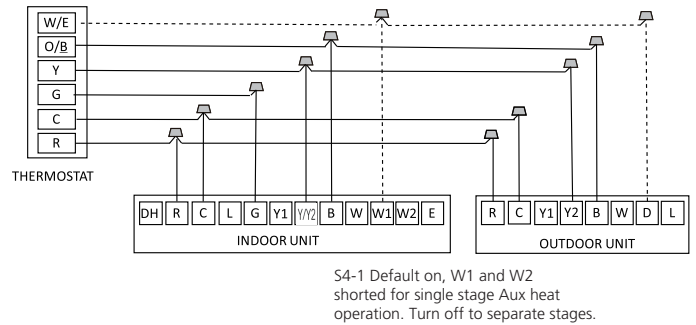 W/E
O/B
Y
G
C
R
THERMOSTAT
DH R C L G Y1 Y/Y2 B W W1 W2 E
INDOOR UNIT
R C Y1 Y2 B W D L
OUTDOOR UNIT
S4-1 Default on, W1 and W2
shorted for single stage Aux heat
operation. Turn off to separate stages.